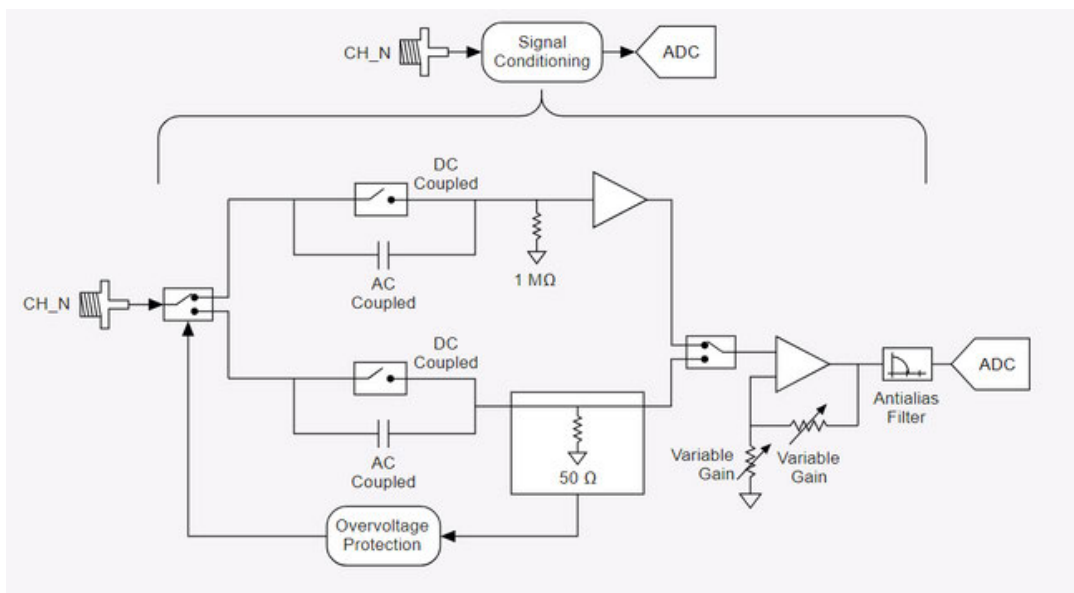 CH_N
Signal
Conditioning
ADC
DC
Coupled
AC
Coupled
1 MΩ
CH_N
DC
Coupled
AC
Coupled
50 Ω
Overvoltage
Protection
Variable
Gain
Variable
Gain
Antialias
Filter
ADC